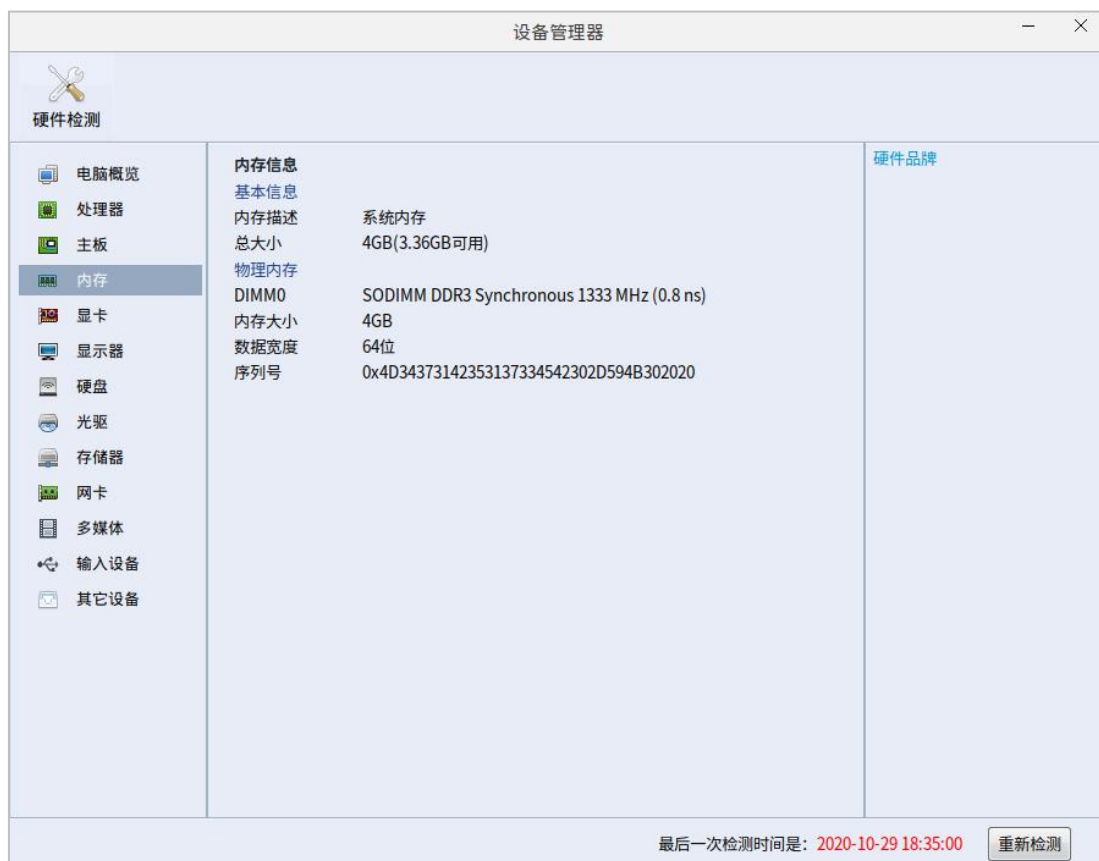 设备管理器
硬件检测
电脑概览
处理器
主板
内存
显卡
显示器
硬盘
光驱
存储器
网卡
多媒体
输入设备
其它设备
内存信息
基本信息
内存描述 系统内存
总大小 4GB(3.36GB可用)
物理内存
DIMM0 SODIMM DDR3 Synchronous 1333 MHz (0.8 ns)
内存大小 4GB
数据宽度 64位
序列号 0x4D34373142353137334542302D594B302020
硬件品牌
最后一次检测时间是: 2020-10-29 18:35:00
重新检测